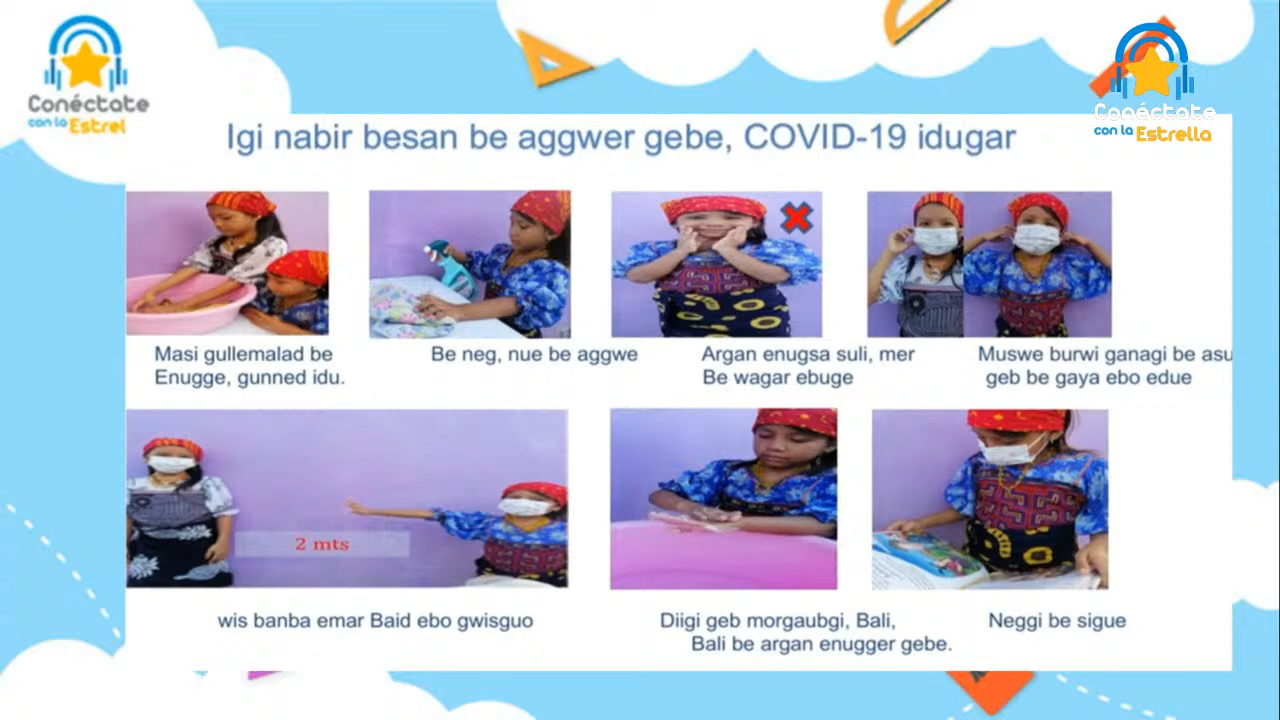 Conéctate
con la Estrel
Conéctate
con la Estrella
Igi nabir besan be aggwer gebe, COVID-19 idugar
Masi gullemalad be
Enugge, gunned idu.
Be neg, nue be aggwe
Argan enugsa suli, mer
Be wagar ebuge
Muswe burwi ganagi be asu
geb be gaya ebo edue
2 mts
wis banba emar Baid ebo gwisguo
Diigi geb morgaubgi, Bali,
Bali be argan enugger gebe.
Neggi be sigue